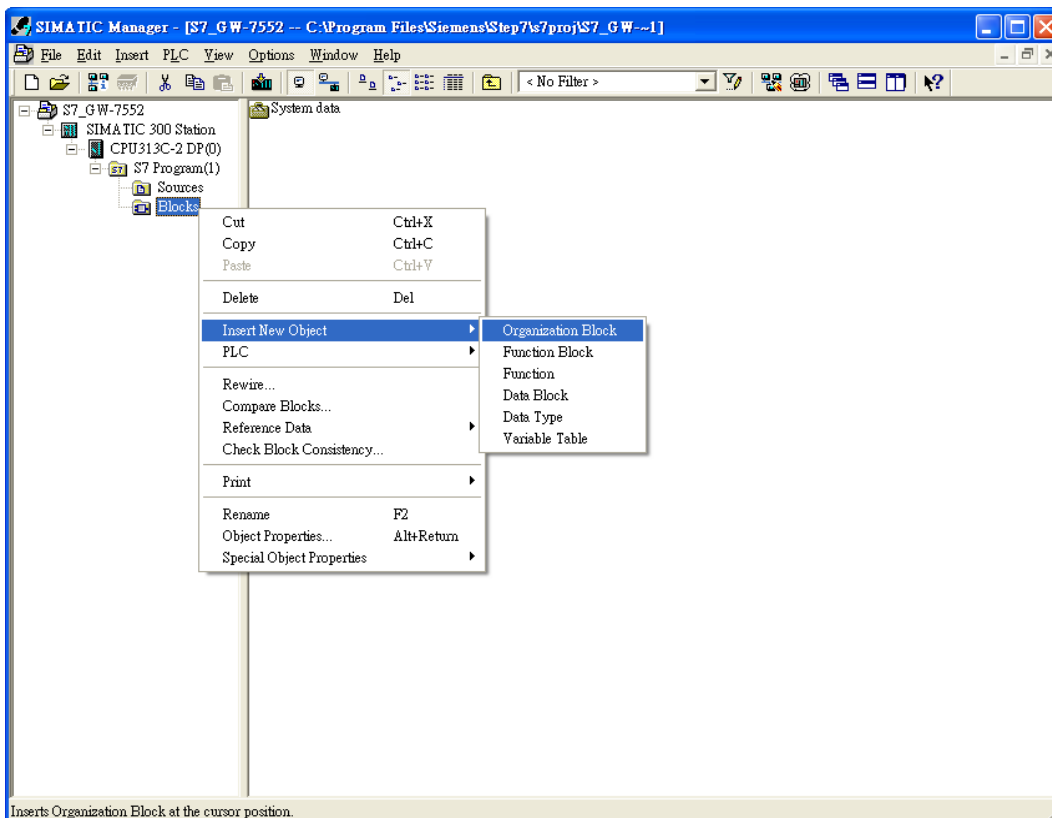 SIMATIC Manager - [S7_GW-7552 -- C:\Program Files\Siemens\Step7\s7proj\S7_GW-~1]
File Edit Insert PLC View Options Window Help
< No Filter >
S7_GW-7552
SIMATIC 300 Station
CPU313C-2 DP(0)
S7 Program(1)
Sources
Blocks
System data
Cut Ctrl+X
Copy Ctrl+C
Paste Ctrl+V
Delete Del
Insert New Object
PLC
Rewire...
Compare Blocks...
Reference Data
Check Block Consistency...
Print
Rename F2
Object Properties... Alt+Return
Special Object Properties
Organization Block
Function Block
Function
Data Block
Data Type
Variable Table
Inserts Organization Block at the cursor position.